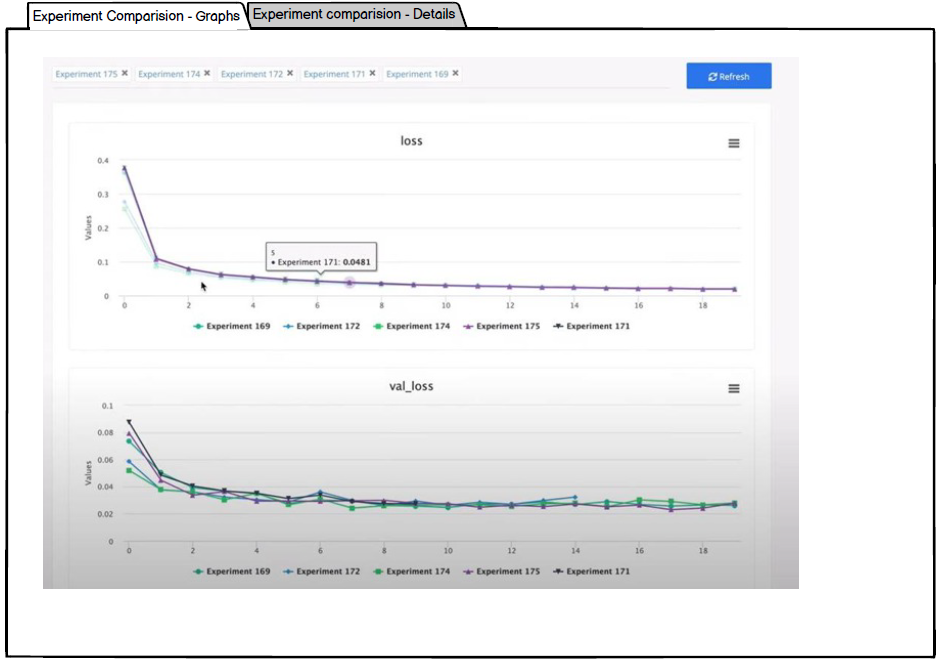 Experiment Comparision - Graphs Experiment comparision - Details
Experiment 175 × Experiment 174 × Experiment 172 × Experiment 171 × Experiment 169 × Refresh
loss
0.4
0.3
0.2
0.1
0
Values
5
• Experiment 171: 0.0481
0 2 4 6 8 10 12 14 16 18
Experiment 169 Experiment 172 Experiment 174 Experiment 175 Experiment 171
val_loss
0.1
0.08
0.06
0.04
0.02
0
Values
0 2 4 6 8 10 12 14 16 18
Experiment 169 Experiment 172 Experiment 174 Experiment 175 Experiment 171